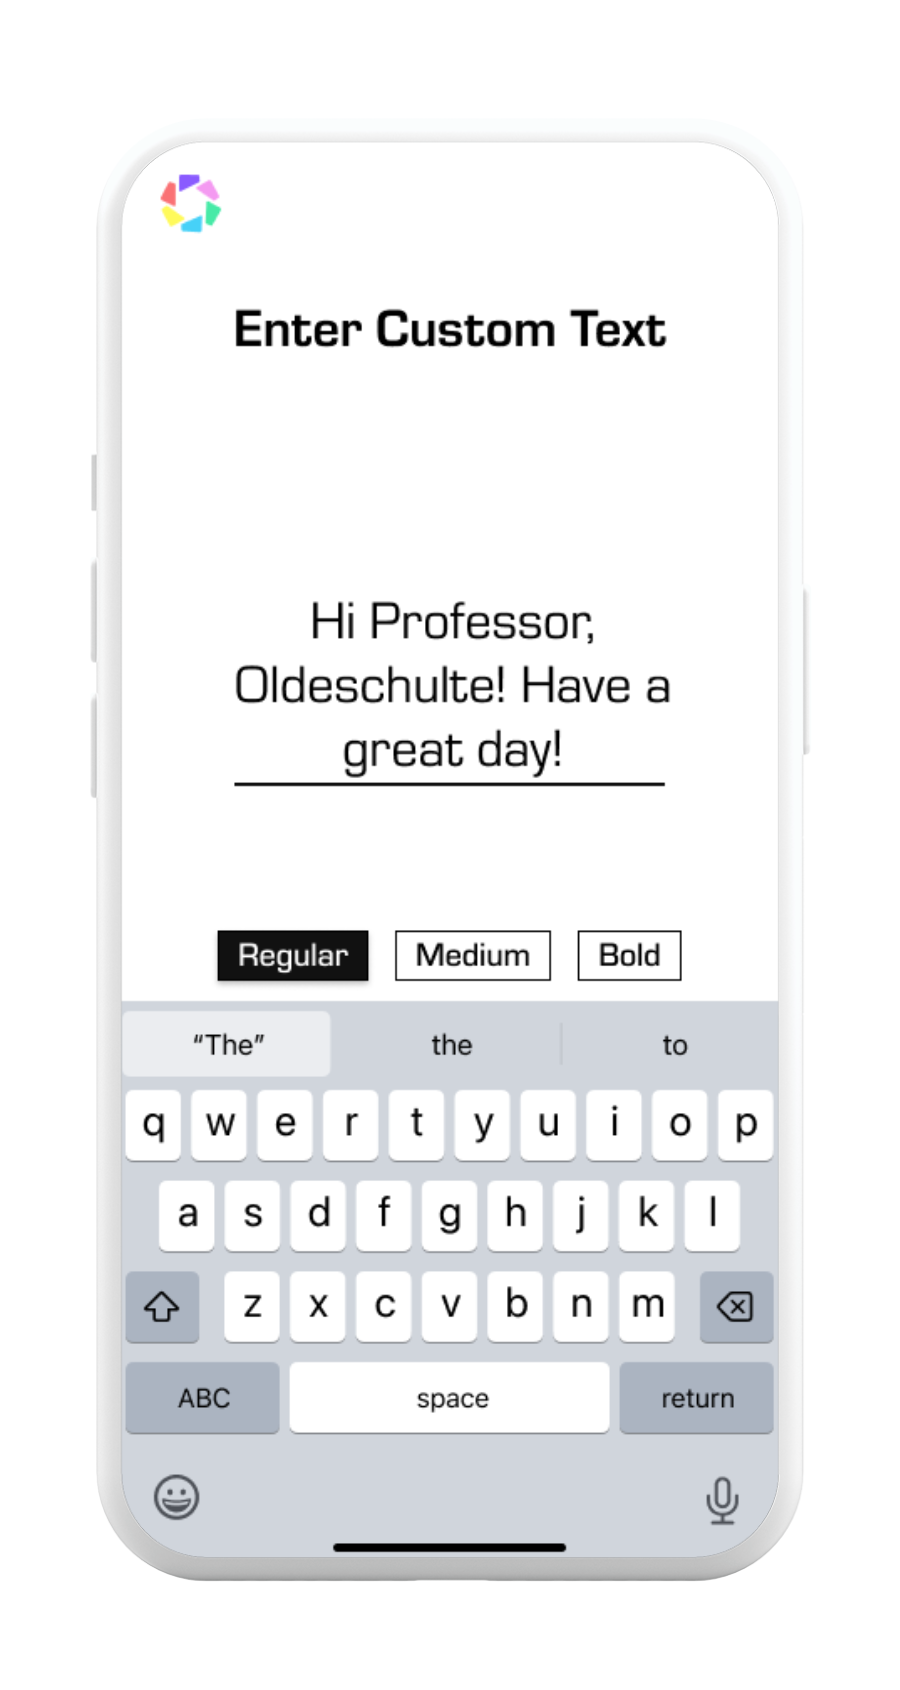 Enter Custom Text
Hi Professor,
Oldeschulte! Have a
great day!
Regular Medium Bold
“The” the to
q w e r t y u i o p
a s d f g h j k l
z x c v b n m
ABC space return